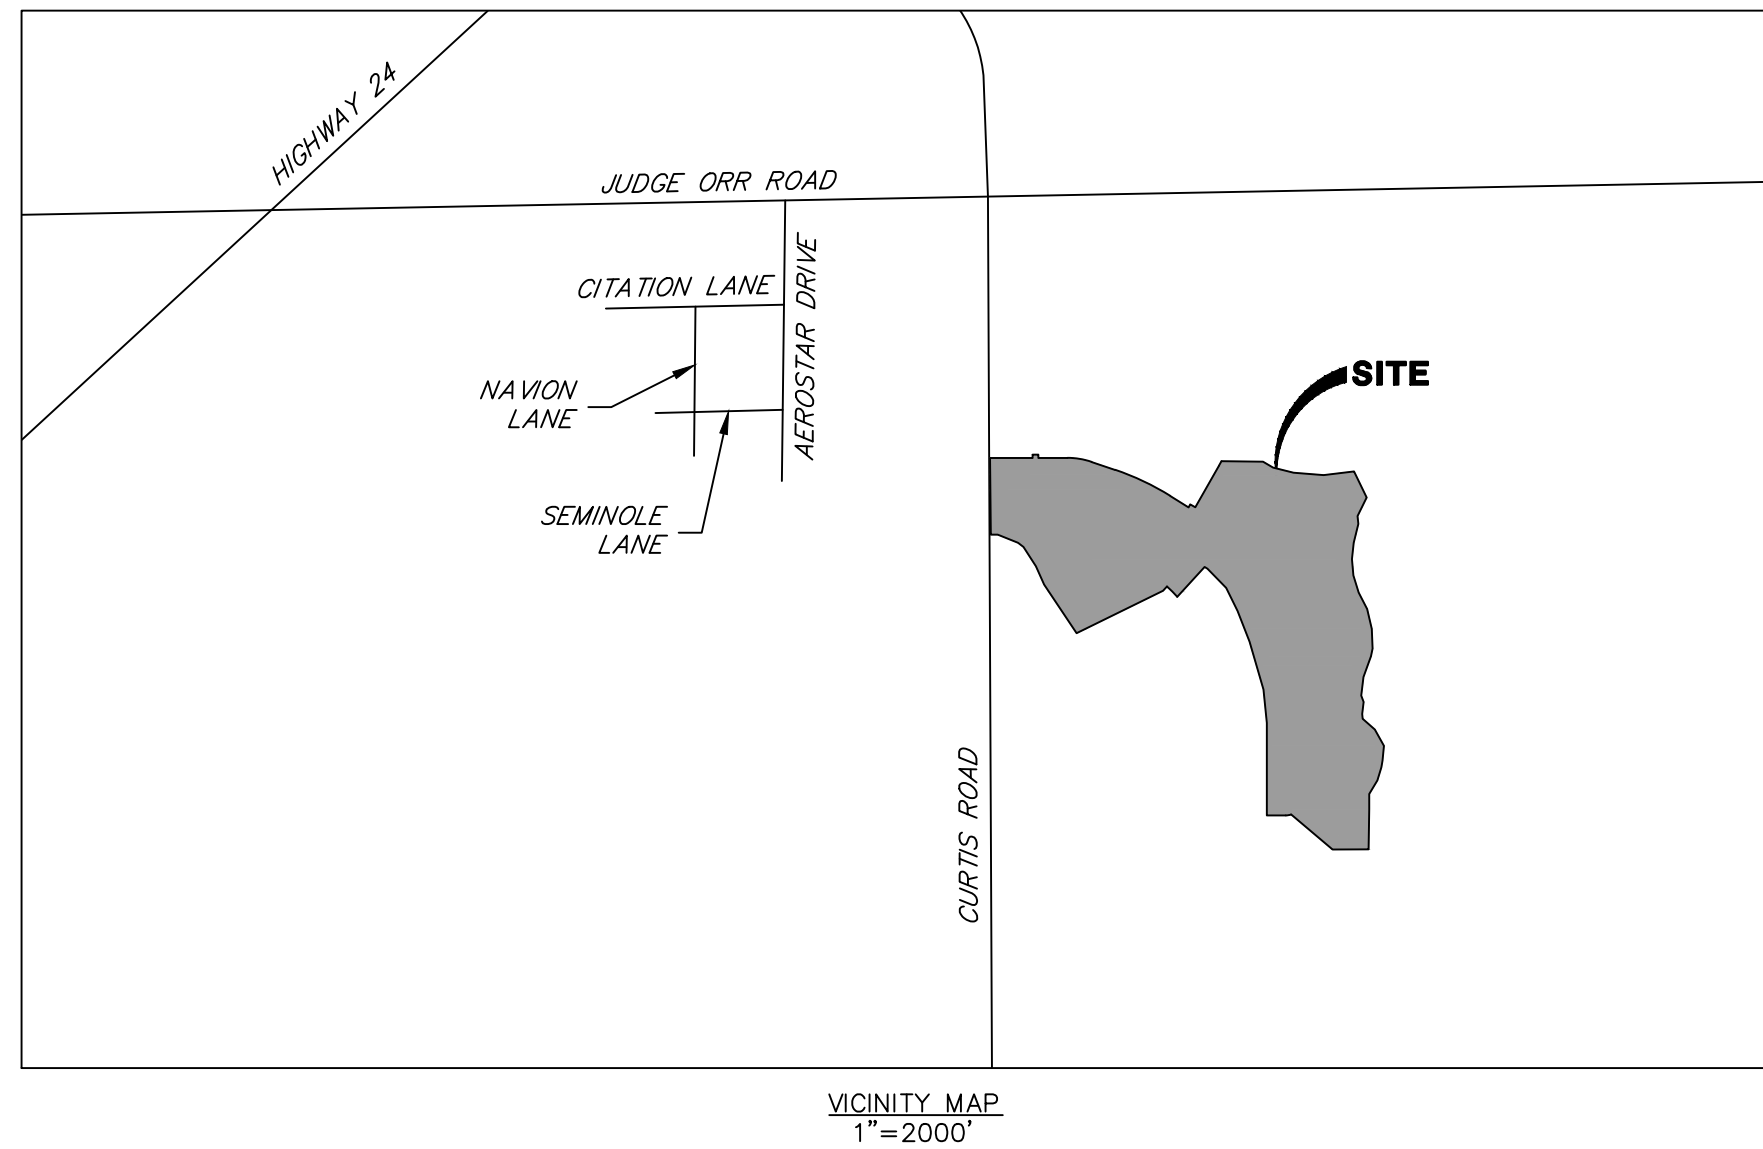 HIGHWAY 24
JUDGE ORR ROAD
CITATION LANE
AEROSTAR DRIVE
NAVION
LANE
SITE
SEMINOLE
LANE
CURTIS ROAD
VICINITY MAP
1"=2000'